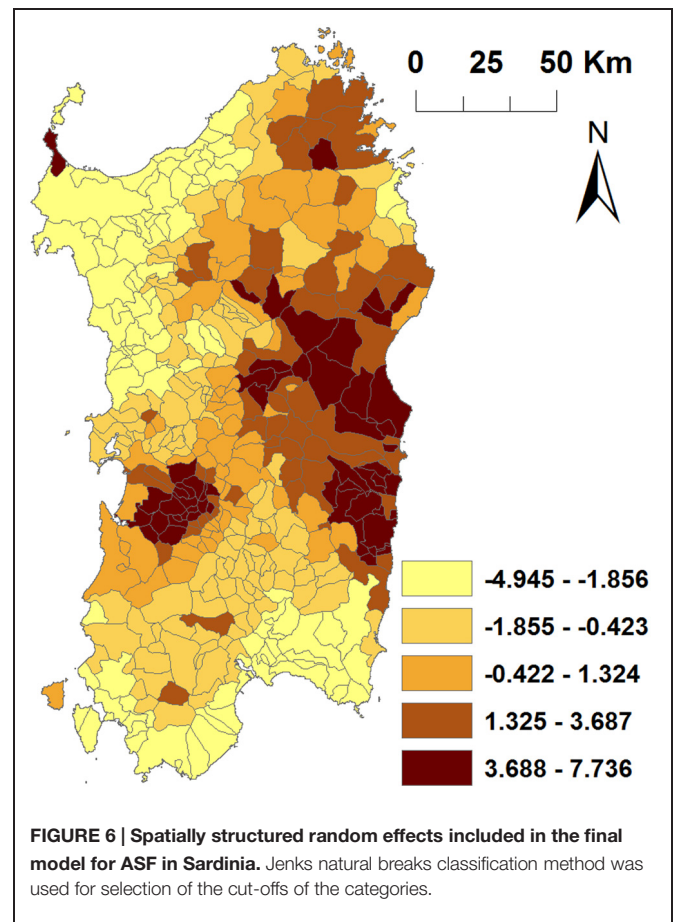 0 25 50 Km
N
-4.945 - -1.856
-1.855 - -0.423
-0.422 - 1.324
1.325 - 3.687
3.688 - 7.736
FIGURE 6 | Spatially structured random effects included in the final
model for ASF in Sardinia. Jenks natural breaks classification method was
used for selection of the cut-offs of the categories.